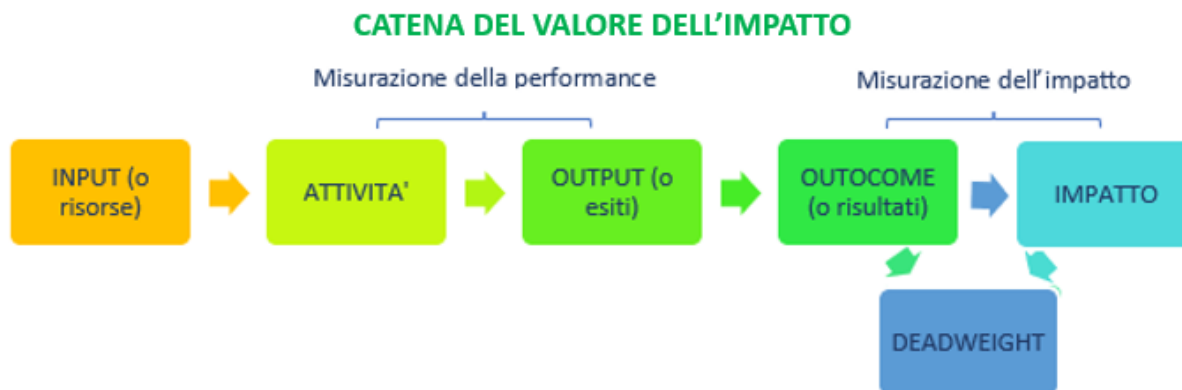 CATENA DEL VALORE DELL'IMPATTO
Misurazione della performance
Misurazione dell'impatto
INPUT (o
risorse)
ATTIVITA'
OUTPUT (o
esiti)
OUTOCOME
(o risultati)
IMPATTO
DEADWEIGHT